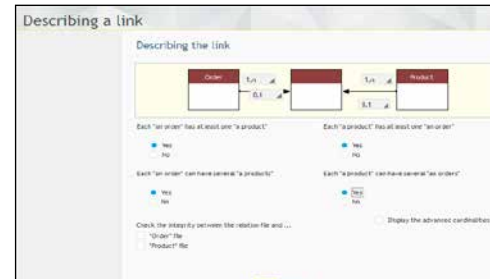 Describing a link
Describing the link
Order
1,n
0,1
1,n
1,1
Product
Each "an order" has at least one "a product"
Yes
No
Each "a product" has at least one "an order"
Yes
No
Each "an order" can have several "a products"
Yes
No
Each "a product" can have several "an orders"
Yes
No
Display the advanced cardinalities
Check the integrity between the relation file and ...
"Order" file
"Product" file